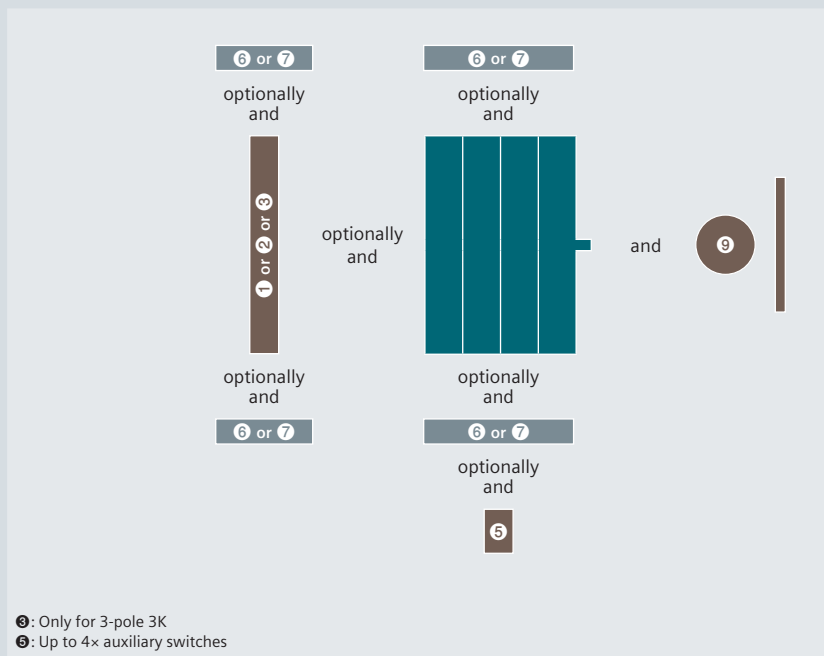 ❻ or ❼
❻ or ❼
optionally
and
optionally
and
❶ or ❷ or ❸
optionally
and
and
❾
optionally
and
optionally
and
❻ or ❼
❻ or ❼
optionally
and
❺
❸: Only for 3-pole 3K
❺: Up to 4× auxiliary switches